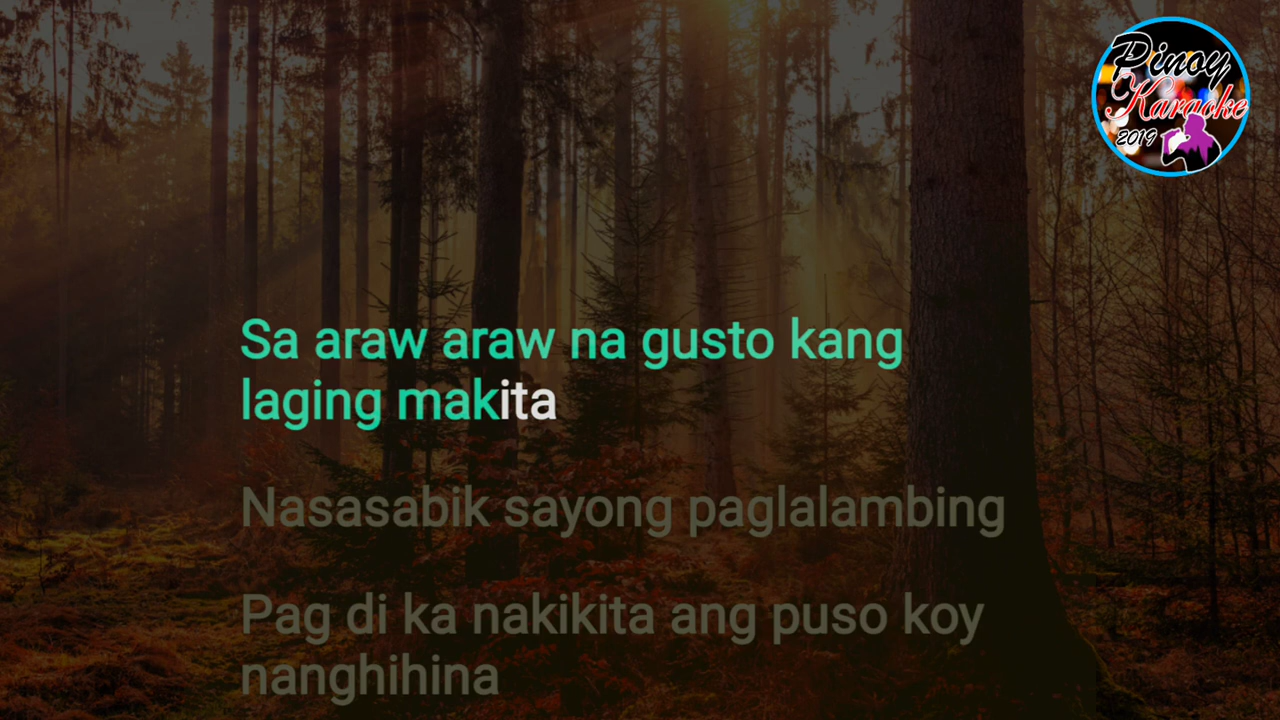 Pinoy
Karaoke
2019
Sa araw araw na gusto kang
laging makita
Nasasabik sayong paglalambing
Pag di ka nakikita ang puso koy
nanghihina